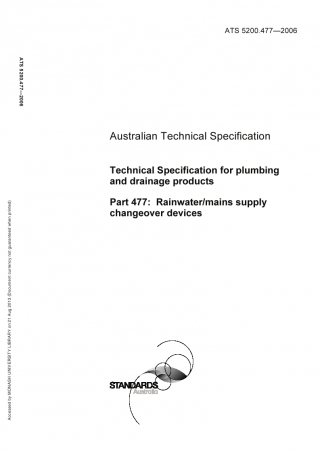 ATS 5200.477—2006
ATS 5200.477—2006
Australian Technical Specification
Technical Specification for plumbing
and drainage products
Part 477: Rainwater/mains supply
changeover devices
Accessed by MONASH UNIVERSITY LIBRARY on 21 Aug 2010 (Document currency not guaranteed when printed)
STANDARDS
Australia